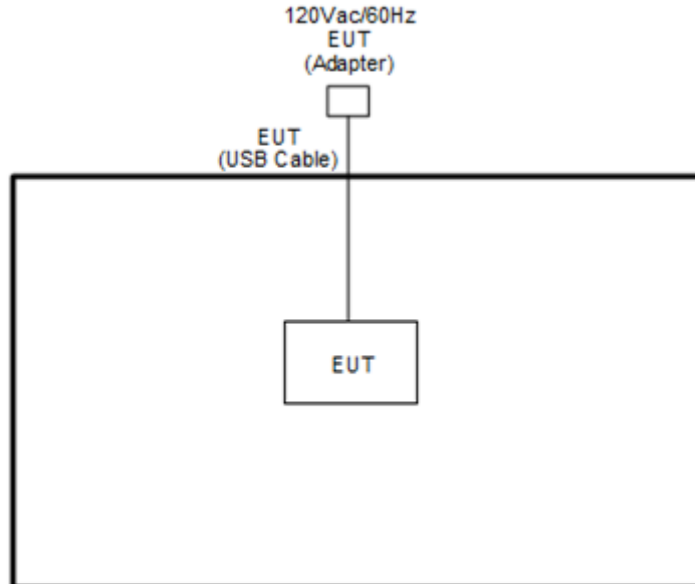 120Vac/60Hz
EUT
(Adapter)
EUT
(USB Cable)
EUT